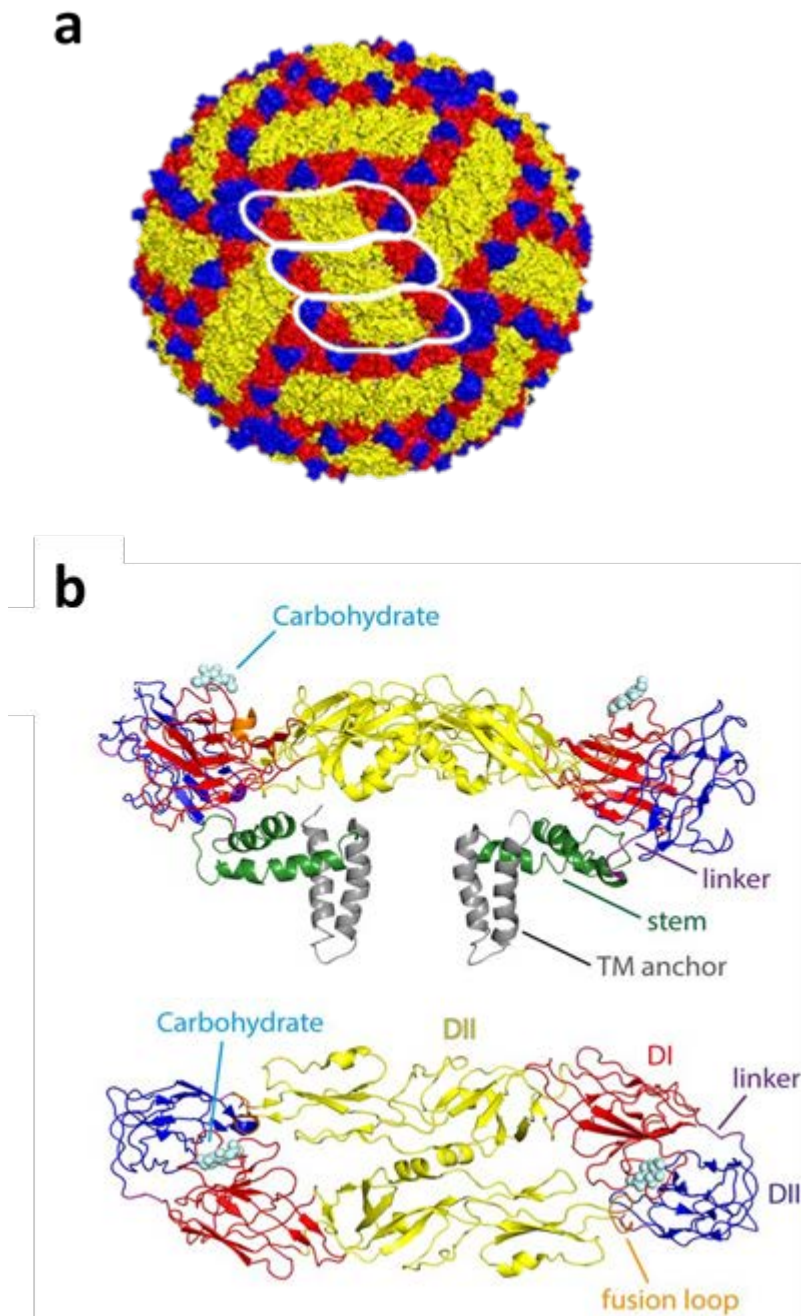 a
b
Carbohydrate
linker
stem
TM anchor
Carbohydrate
DII
DI
linker
DII
fusion loop